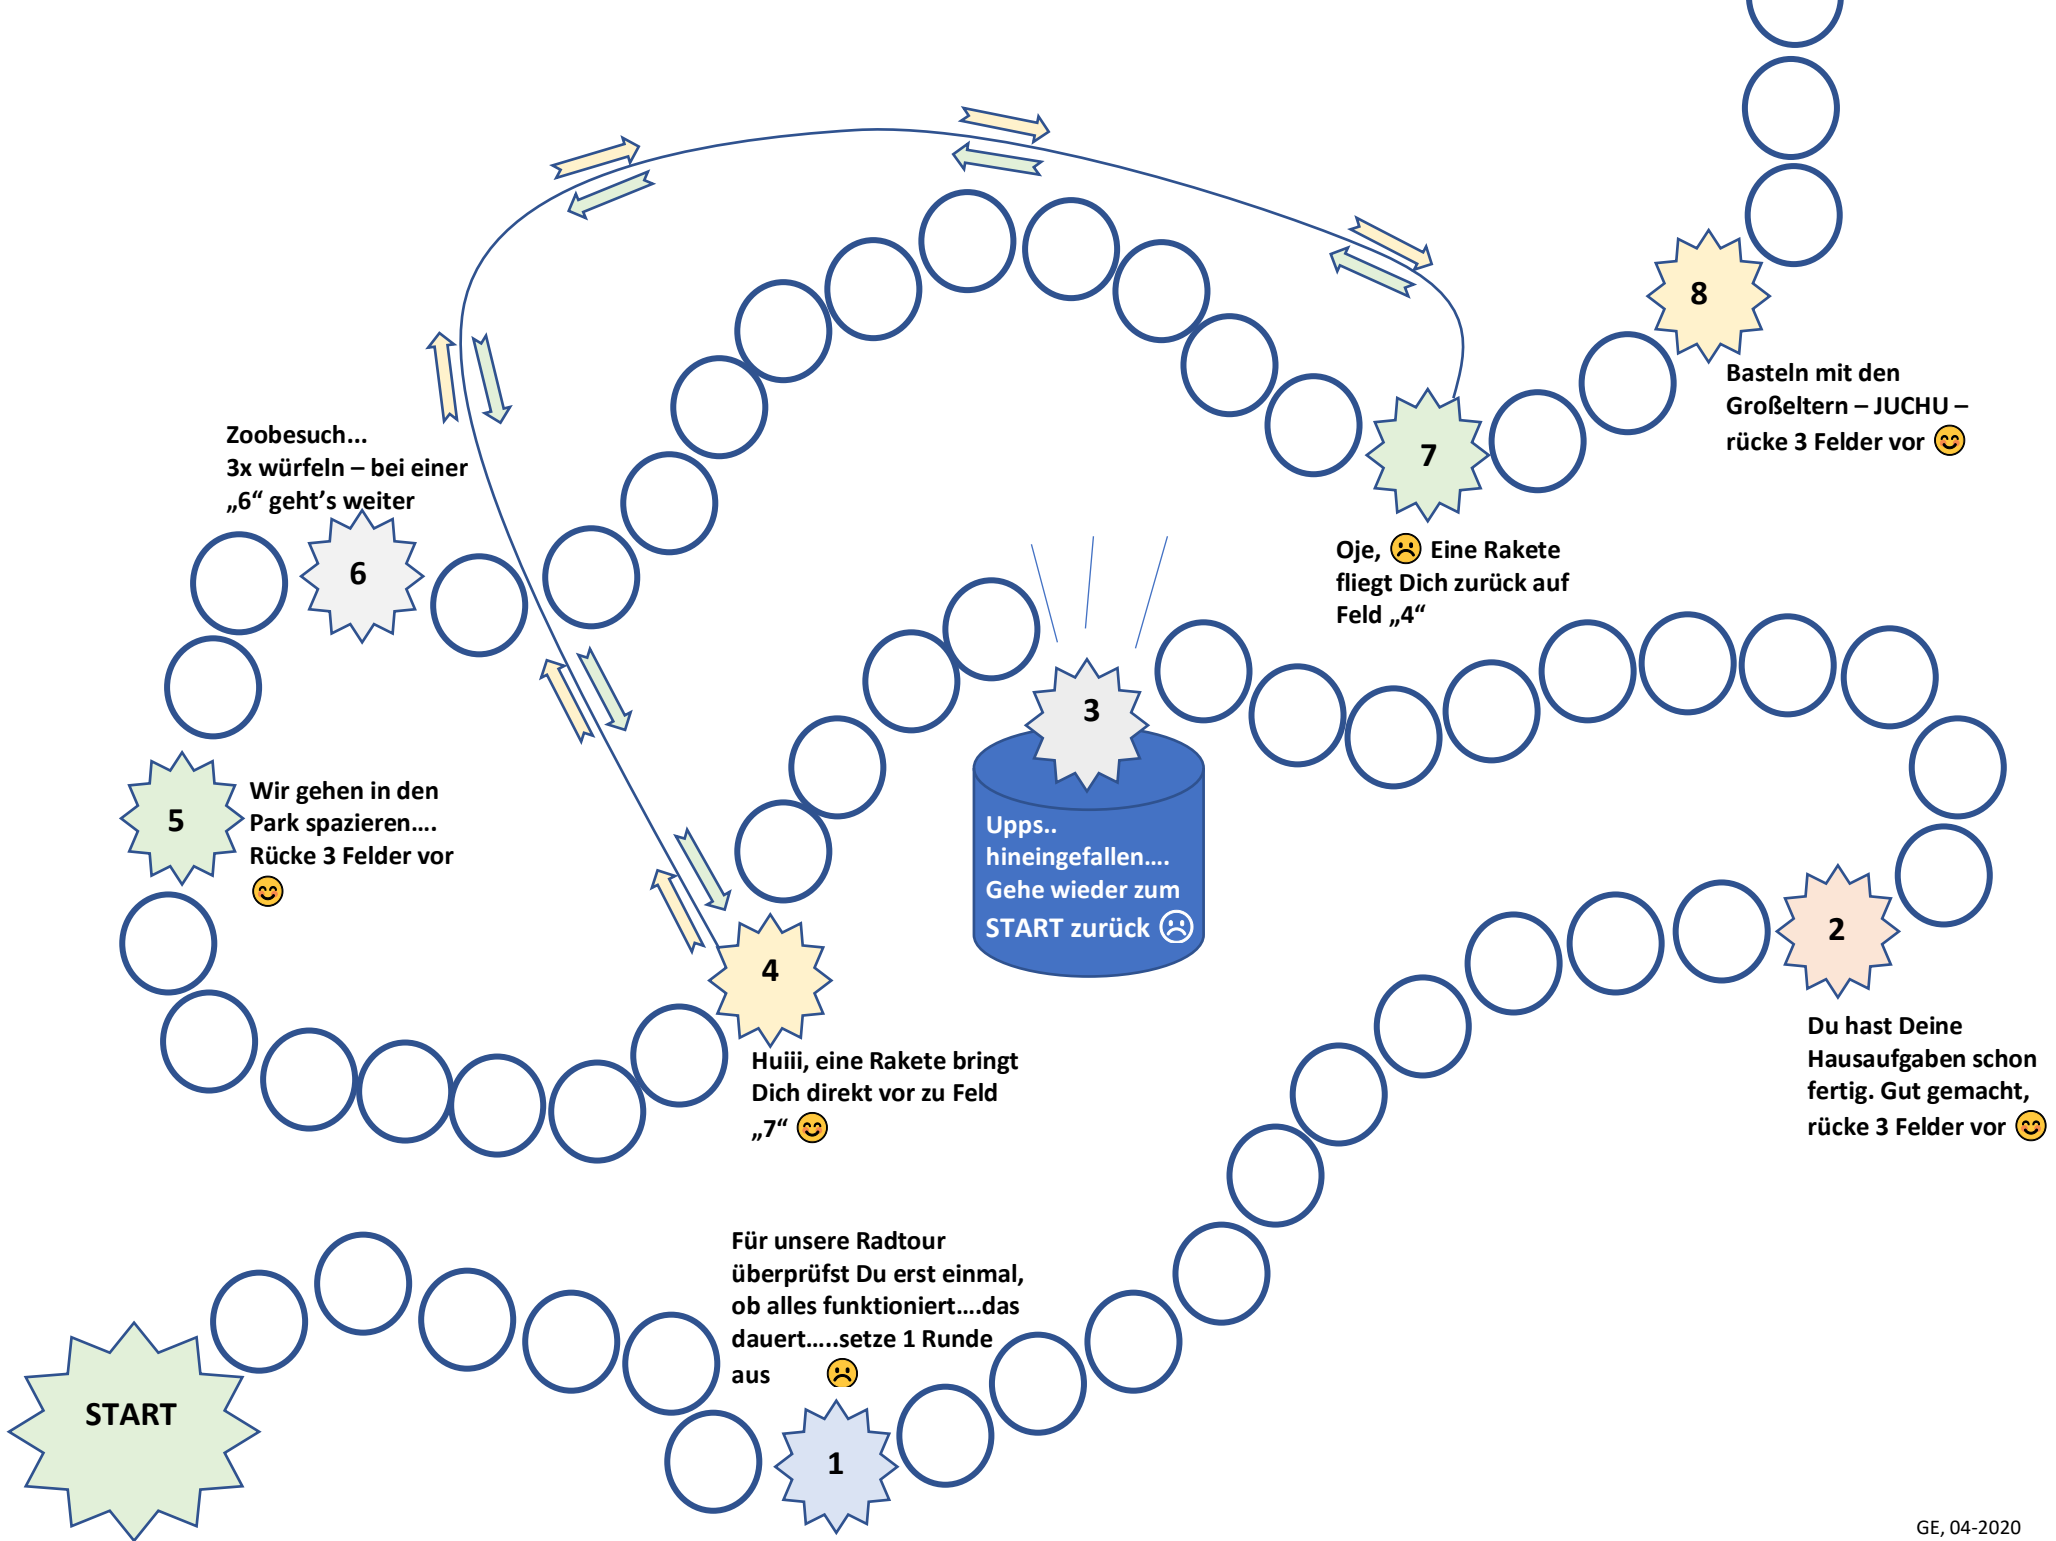 8
Basteln mit den
Großeltern – JUCHU –
rücke 3 Felder vor 😊
Zoobesuch...
3x würfeln – bei einer
„6“ geht’s weiter
6
7
Oje, ☹ Eine Rakete
fliegt Dich zurück auf
Feld „4“
3
Upps..
hineingefallen….
Gehe wieder zum
START zurück ☹
5
Wir gehen in den
Park spazieren….
Rücke 3 Felder vor
😊
4
Huiii, eine Rakete bringt
Dich direkt vor zu Feld
„7“ 😊
2
Du hast Deine
Hausaufgaben schon
fertig. Gut gemacht,
rücke 3 Felder vor 😊
Für unsere Radtour
überprüfst Du erst einmal,
ob alles funktioniert….das
dauert…..setze 1 Runde
aus ☹
START
1
GE, 04-2020